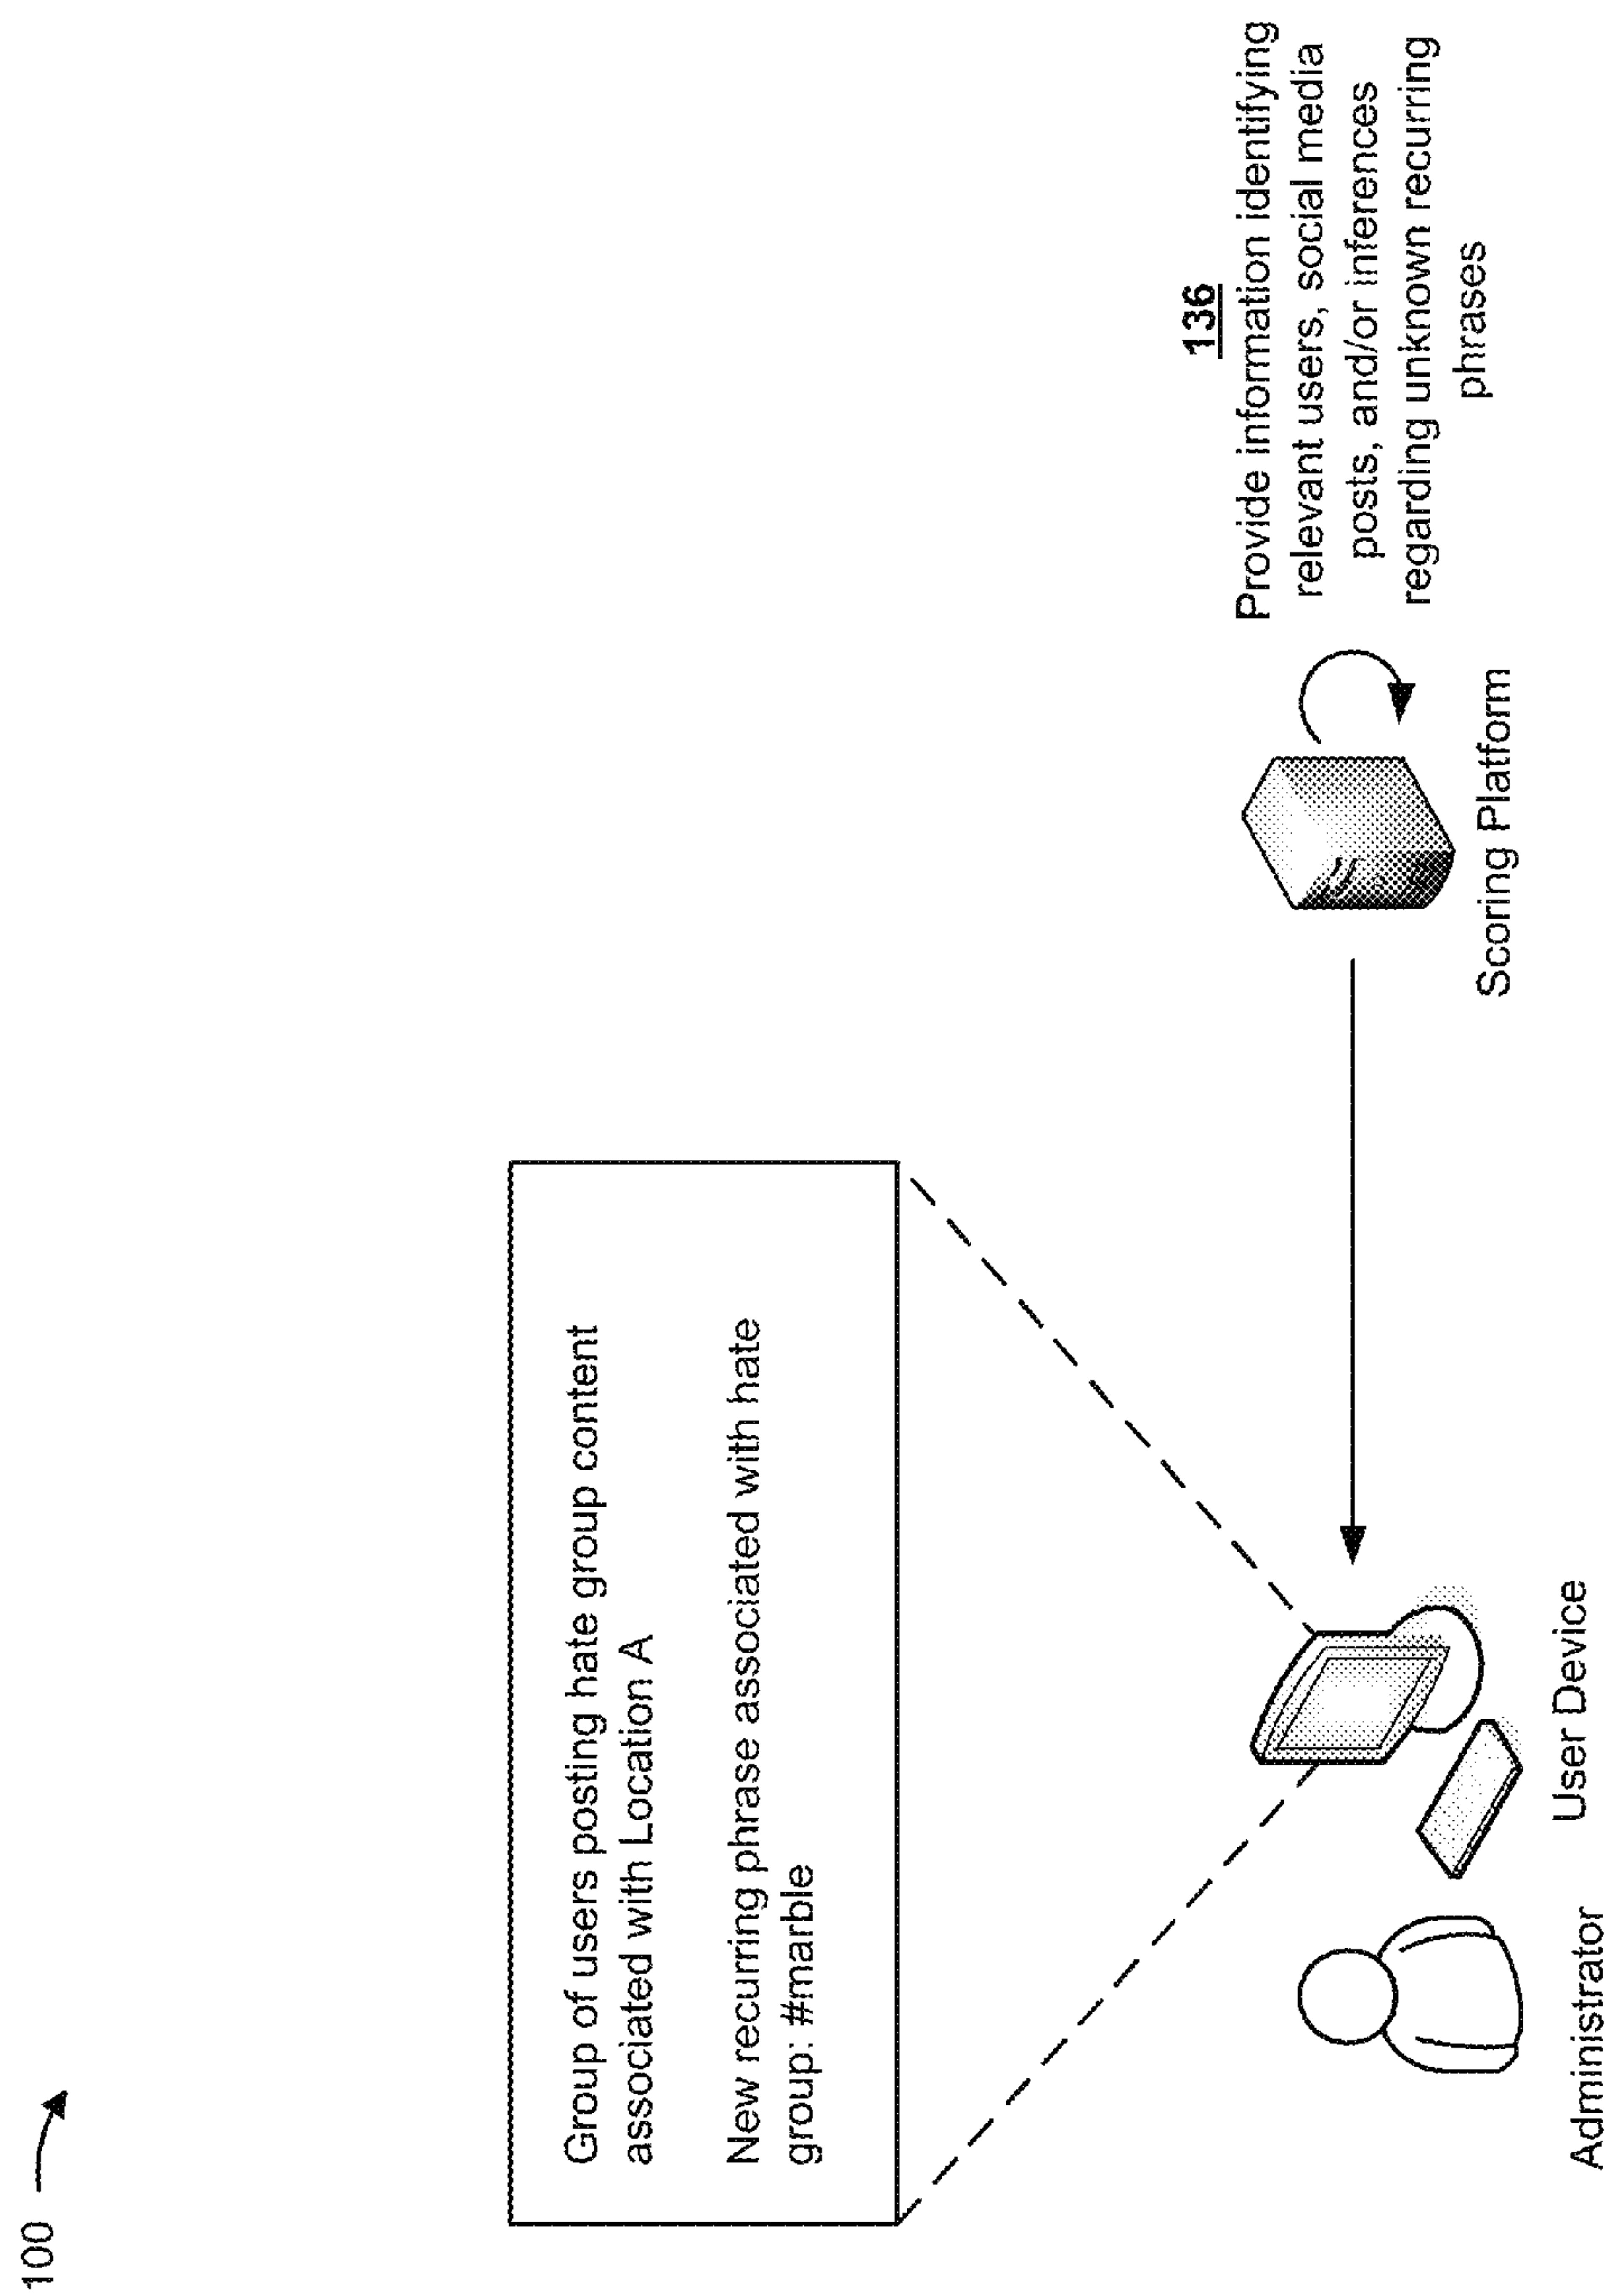 100
Group of users posting hate group content
associated with Location A
New recurring phrase associated with hate
group: #marble
136
Provide information identifying
relevant users, social media
posts, and/or inferences
regarding unknown recurring
phrases
Administrator
User Device
Scoring Platform